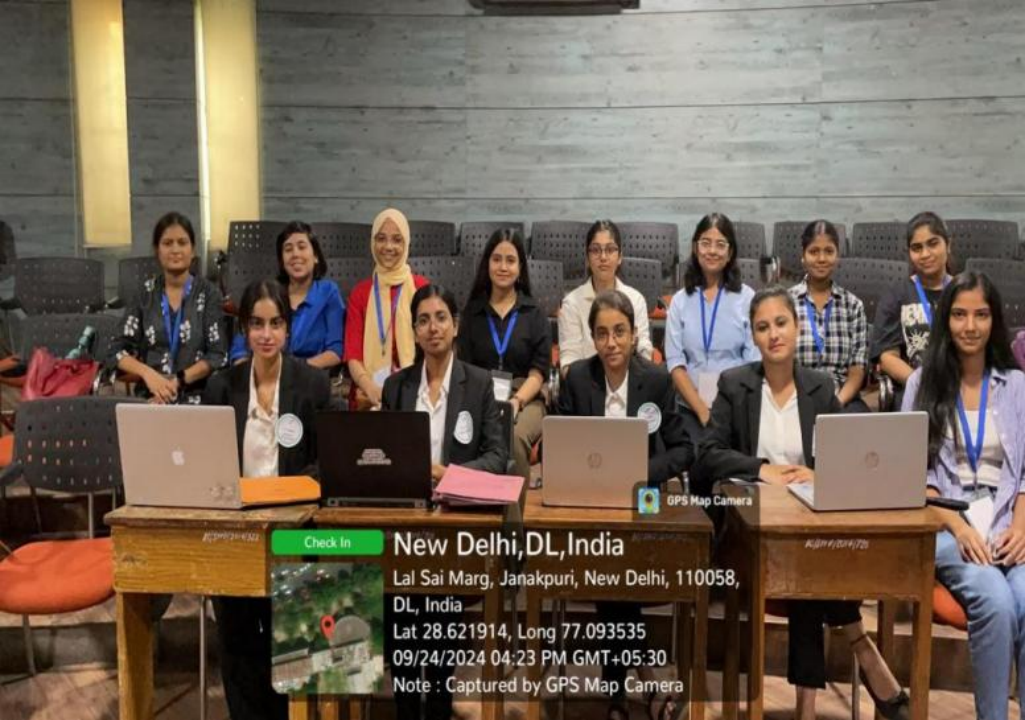 GPS Map Camera
Check In
New Delhi,DL,India
Lal Sai Marg, Janakpuri, New Delhi, 110058,
DL, India
Lat 28.621914, Long 77.093535
09/24/2024 04:23 PM GMT+05:30
Note : Captured by GPS Map Camera
hp